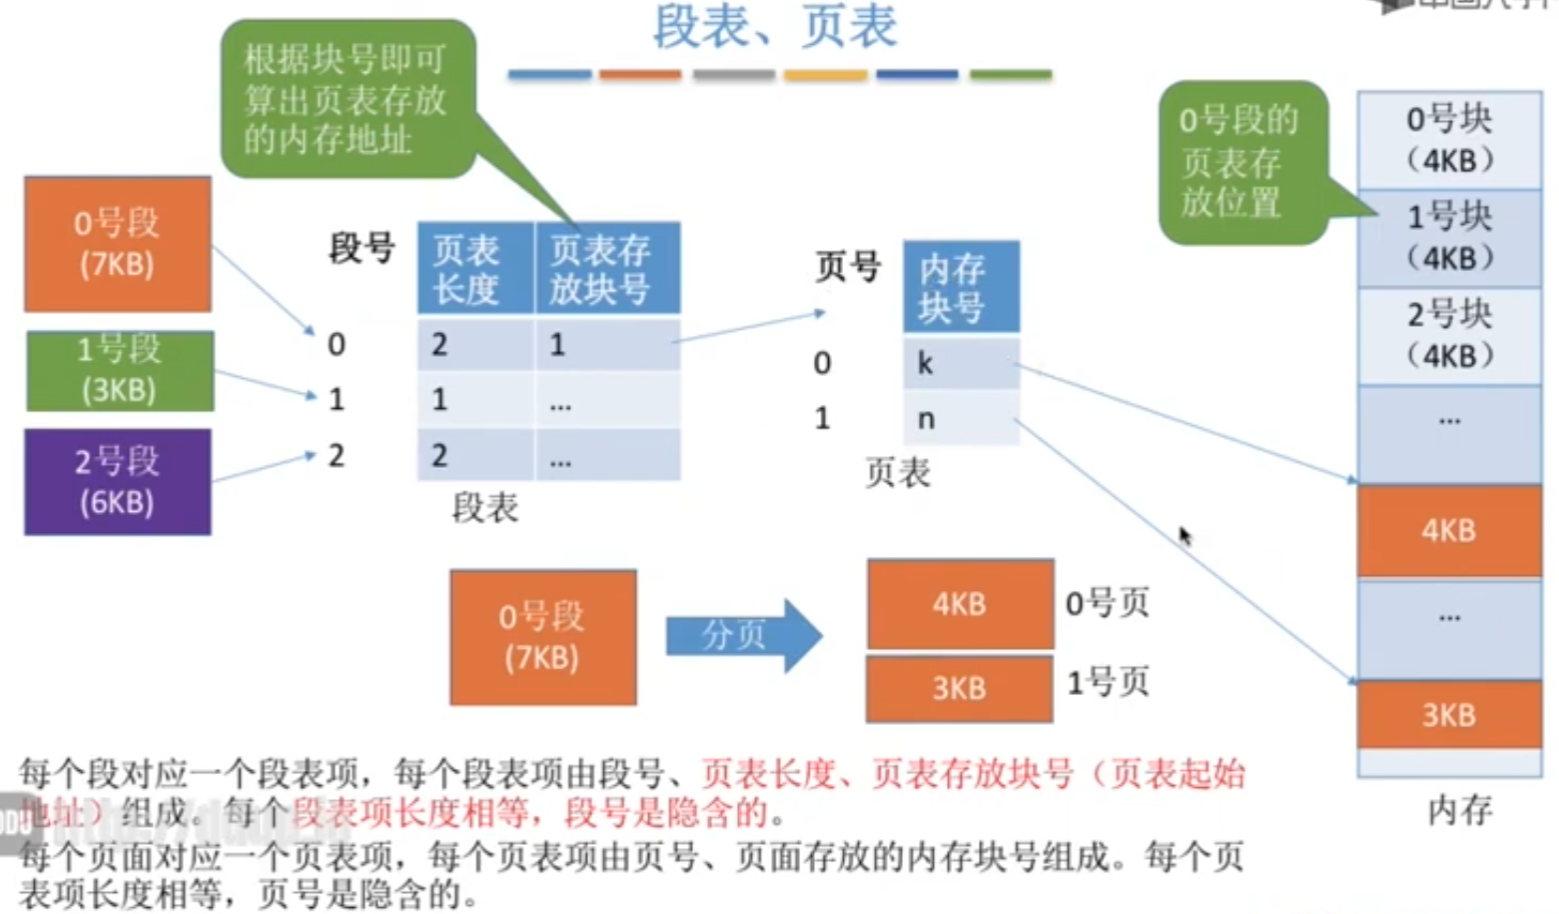 段表、页表
根据块号即可
算出页表存放
的内存地址
0号段的
页表存
放位置
0号段
(7KB)
1号段
(3KB)
2号段
(6KB)
段号
页表
长度
页表存
放块号
0
2
1
1
1
...
2
2
...
段表
页号
内存
块号
0
k
1
n
页表
0号块
（4KB）
1号块
（4KB）
2号块
（4KB）
...
4KB
...
3KB
内存
0号段
(7KB)
分页
4KB
0号页
3KB
1号页
每个段对应一个段表项，每个段表项由段号、页表长度、页表存放块号（页表起始
地址）组成。每个段表项长度相等，段号是隐含的。
每个页面对应一个页表项，每个页表项由页号、页面存放的内存块号组成。每个页
表项长度相等，页号是隐含的。